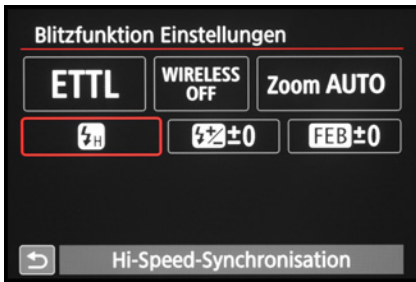 Blitzfunktion Einstellungen
ETTL WIRELESS OFF Zoom AUTO
H ±0 FEB ±0
Hi-Speed-Synchronisation